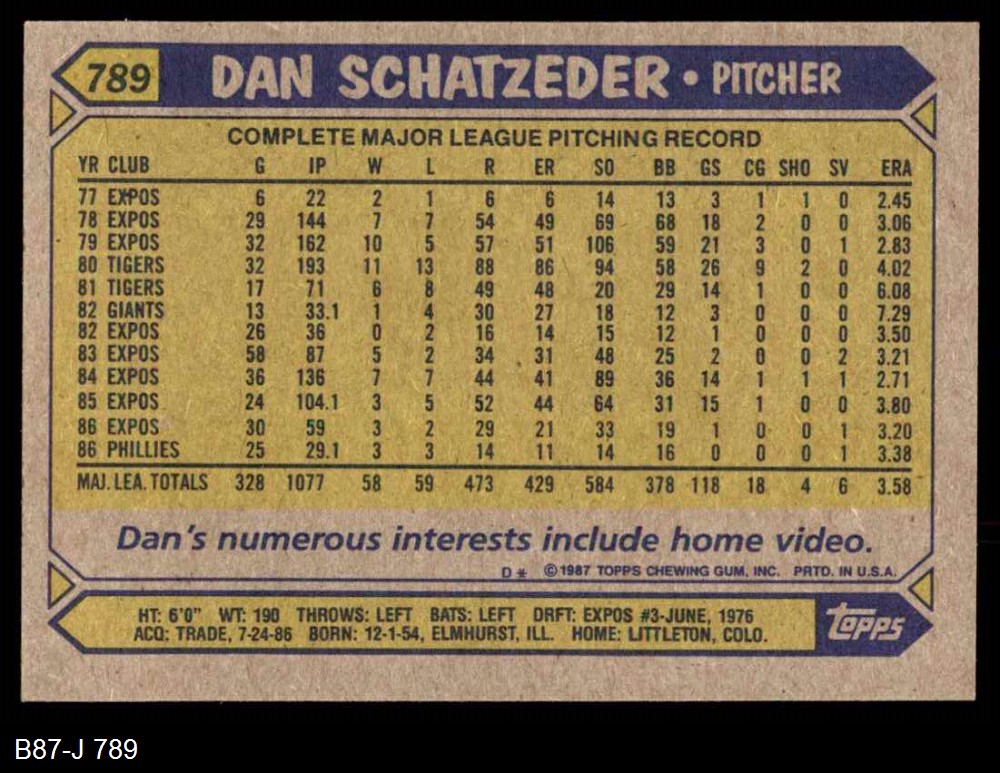 789 DAN SCHATZEDER • PITCHER
COMPLETE MAJOR LEAGUE PITCHING RECORD
YR CLUB G IP W L R ER SO BB GS CG SHO SV ERA
77 EXPOS 6 22 2 1 6 6 14 13 3 1 1 0 2.45
78 EXPOS 29 144 7 7 54 49 69 68 18 2 0 0 3.06
79 EXPOS 32 162 10 5 57 51 106 59 21 3 0 1 2.83
80 TIGERS 32 193 11 13 88 86 94 58 26 9 2 0 4.02
81 TIGERS 17 71 6 8 49 48 20 29 14 1 0 0 6.08
82 GIANTS 13 33.1 1 4 30 27 18 12 3 0 0 0 7.29
82 EXPOS 26 36 0 2 16 14 15 12 1 0 0 0 3.50
83 EXPOS 58 87 5 2 34 31 48 25 2 0 0 2 3.21
84 EXPOS 36 136 7 7 44 41 89 36 14 1 1 1 2.71
85 EXPOS 24 104.1 3 5 52 44 64 31 15 1 0 0 3.80
86 EXPOS 30 59 3 2 29 21 33 19 1 0 0 1 3.20
86 PHILLIES 25 29.1 3 3 14 11 14 16 0 0 0 1 3.38
MAJ. LEA. TOTALS 328 1077 58 59 473 429 584 378 118 18 4 6 3.58
Dan's numerous interests include home video.
D* ©1987 TOPPS CHEWING GUM, INC. PRTD. IN U.S.A.
HT: 6'0" WT: 190 THROWS: LEFT BATS: LEFT DRFT: EXPOS #3-JUNE, 1976
ACQ: TRADE, 7-24-86 BORN: 12-1-54, ELMHURST, ILL. HOME: LITTLETON, COLO.
topps
B87-J 789